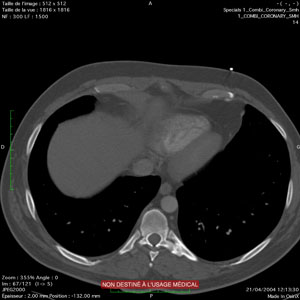 Taille de l'image : 512 x 512
Taille de la vue : 1816 x 1816
NF : 300 LF : 1500
A
- ( - , - )
Specials 1_Combi_Coronary_Smh
1_COMBI_CORONARY_Smh
14
D
G
Zoom : 355% Angle : 0
Im : 67/121 (I -> S)
JPEG2000
Epaisseur : 2.00 mm Position : -132.00 mm
NON DESTINÉ À L'USAGE MÉDICAL
P
21/04/2004 12:13:30
Made In OsiriX